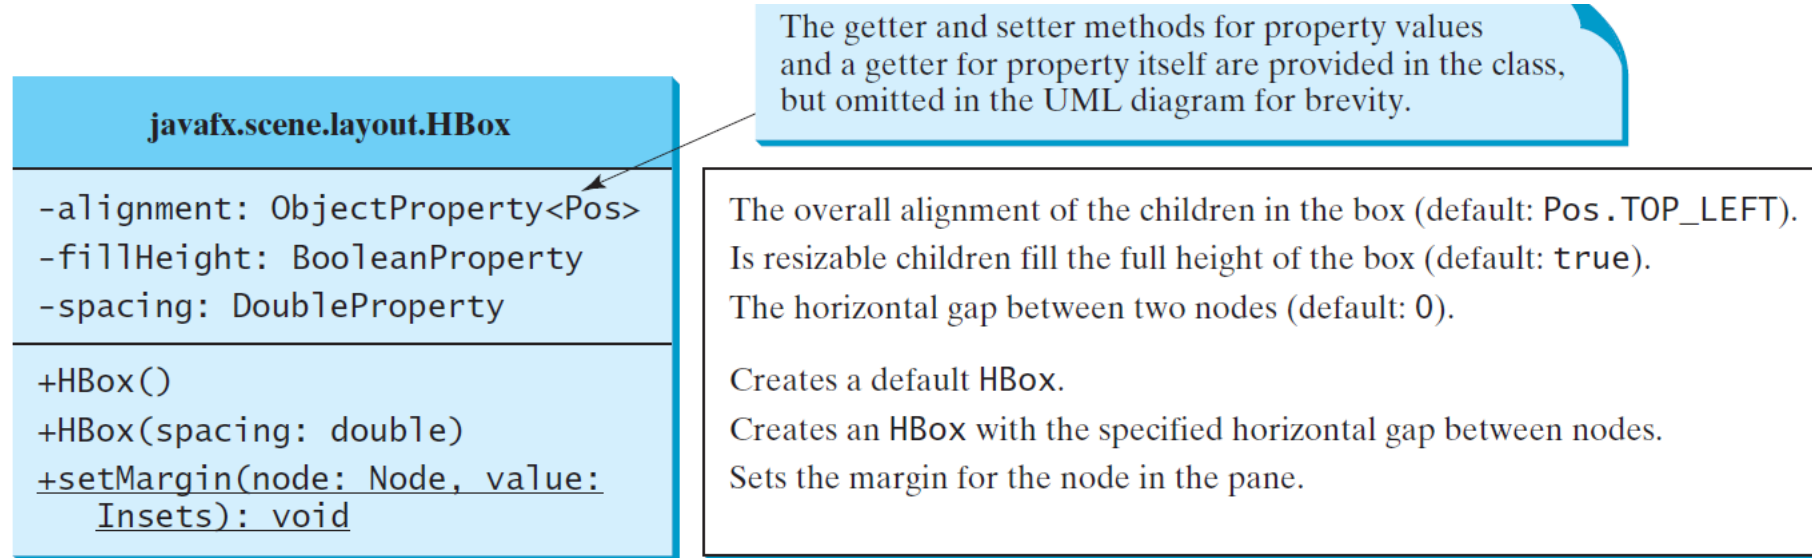 The getter and setter methods for property values
and a getter for property itself are provided in the class,
but omitted in the UML diagram for brevity.
javafx.scene.layout.HBox
-alignment: ObjectProperty<Pos>
-fillHeight: BooleanProperty
-spacing: DoubleProperty
The overall alignment of the children in the box (default: Pos.TOP_LEFT).
Is resizable children fill the full height of the box (default: true).
The horizontal gap between two nodes (default: 0).
+HBox()
+HBox(spacing: double)
+setMargin(node: Node, value:
Insets): void
Creates a default HBox.
Creates an HBox with the specified horizontal gap between nodes.
Sets the margin for the node in the pane.